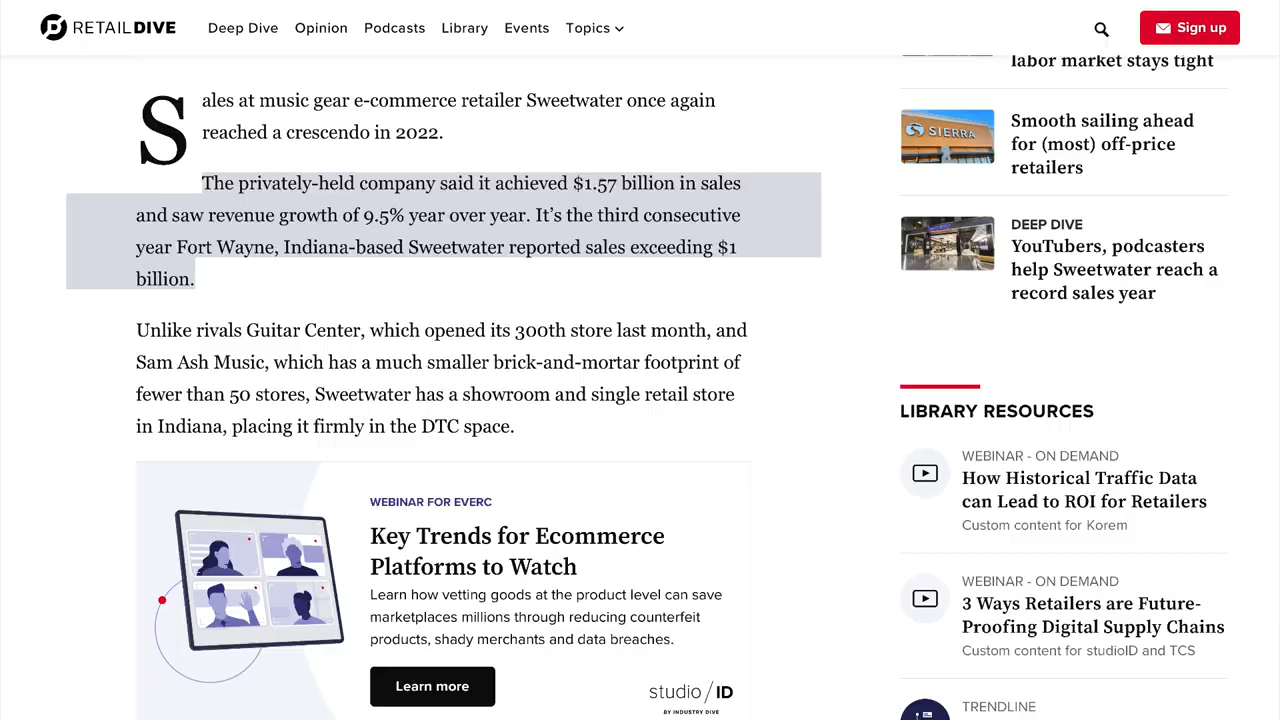 RETAIL DIVE Deep Dive Opinion Podcasts Library Events Topics Sign up
Sales at music gear e-commerce retailer Sweetwater once again
reached a crescendo in 2022.
The privately-held company said it achieved $1.57 billion in sales
and saw revenue growth of 9.5% year over year. It’s the third consecutive
year Fort Wayne, Indiana-based Sweetwater reported sales exceeding $1
billion.
Unlike rivals Guitar Center, which opened its 300th store last month, and
Sam Ash Music, which has a much smaller brick-and-mortar footprint of
fewer than 50 stores, Sweetwater has a showroom and single retail store
in Indiana, placing it firmly in the DTC space.
WEBINAR FOR EVERC
Key Trends for Ecommerce
Platforms to Watch
Learn how vetting goods at the product level can save
marketplaces millions through reducing counterfeit
products, shady merchants and data breaches.
Learn more
studio/ID
BY INDUSTRY DIVE
labor market stays tight
SIERRA
Smooth sailing ahead
for (most) off-price
retailers
DEEP DIVE
YouTubers, podcasters
help Sweetwater reach a
record sales year
LIBRARY RESOURCES
WEBINAR - ON DEMAND
How Historical Traffic Data
can Lead to ROI for Retailers
Custom content for Korem
WEBINAR - ON DEMAND
3 Ways Retailers are Future-
Proofing Digital Supply Chains
Custom content for studioID and TCS
TRENDLINE